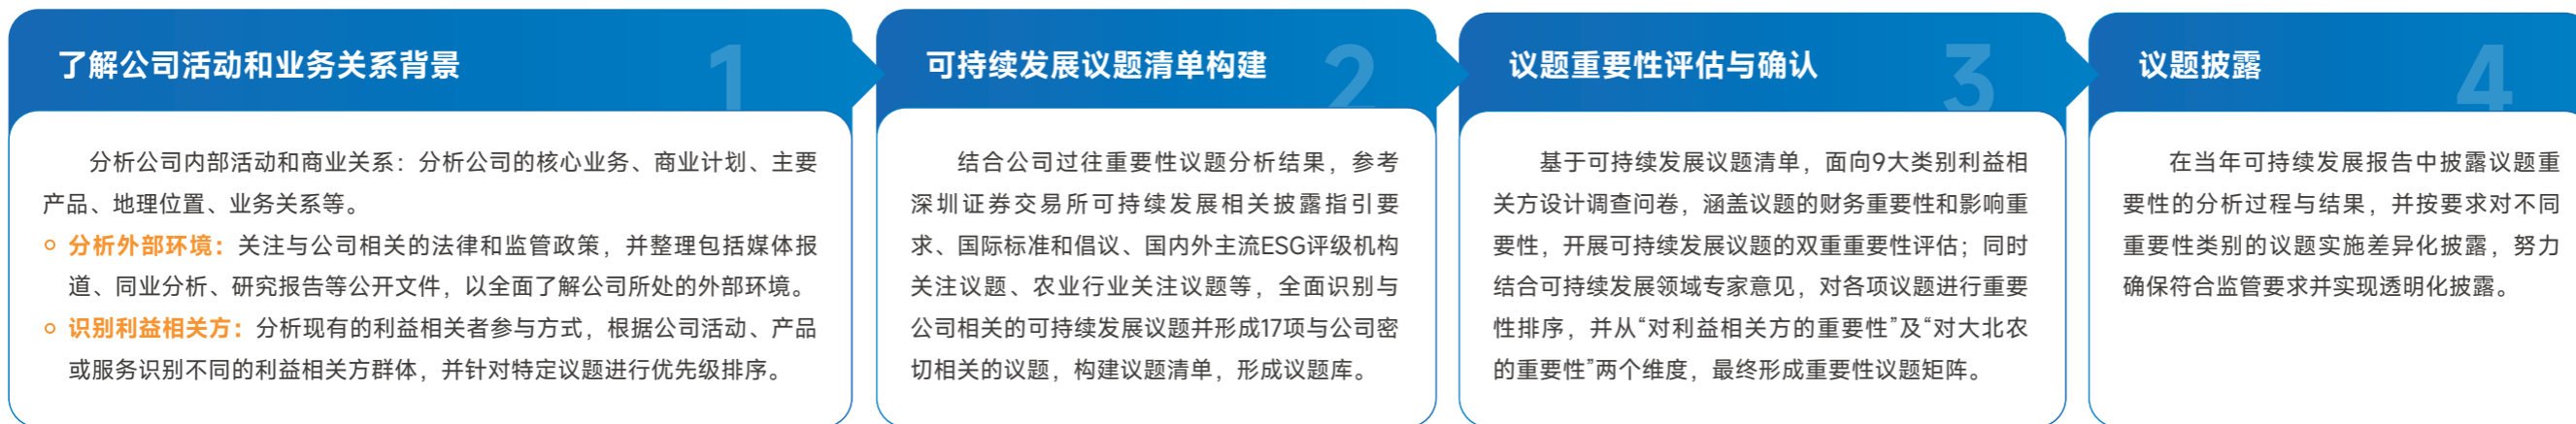 了解公司活动和业务关系背景
1
分析公司内部活动和商业关系：分析公司的核心业务、商业计划、主要
产品、地理位置、业务关系等。
分析外部环境：关注与公司相关的法律和监管政策，并整理包括媒体报
道、同业分析、研究报告等公开文件，以全面了解公司所处的外部环境。
识别利益相关方：分析现有的利益相关者参与方式，根据公司活动、产品
或服务识别不同的利益相关方群体，并针对特定议题进行优先级排序。
可持续发展议题清单构建
2
结合公司过往重要性议题分析结果，参考
深圳证券交易所可持续发展相关披露指引要
求、国际标准和倡议、国内外主流ESG评级机构
关注议题、农业行业关注议题等，全面识别与
公司相关的可持续发展议题并形成17项与公司密
切相关的议题，构建议题清单，形成议题库。
议题重要性评估与确认
3
基于可持续发展议题清单，面向9大类别利益相
关方设计调查问卷，涵盖议题的财务重要性和影响重
要性，开展可持续发展议题的双重重要性评估；同时
结合可持续发展领域专家意见，对各项议题进行重要
性排序，并从“对利益相关方的重要性”及“对大北农
的重要性”两个维度，最终形成重要性议题矩阵。
议题披露
4
在当年可持续发展报告中披露议题重
要性的分析过程与结果，并按要求对不同
重要性类别的议题实施差异化披露，努力
确保符合监管要求并实现透明化披露。